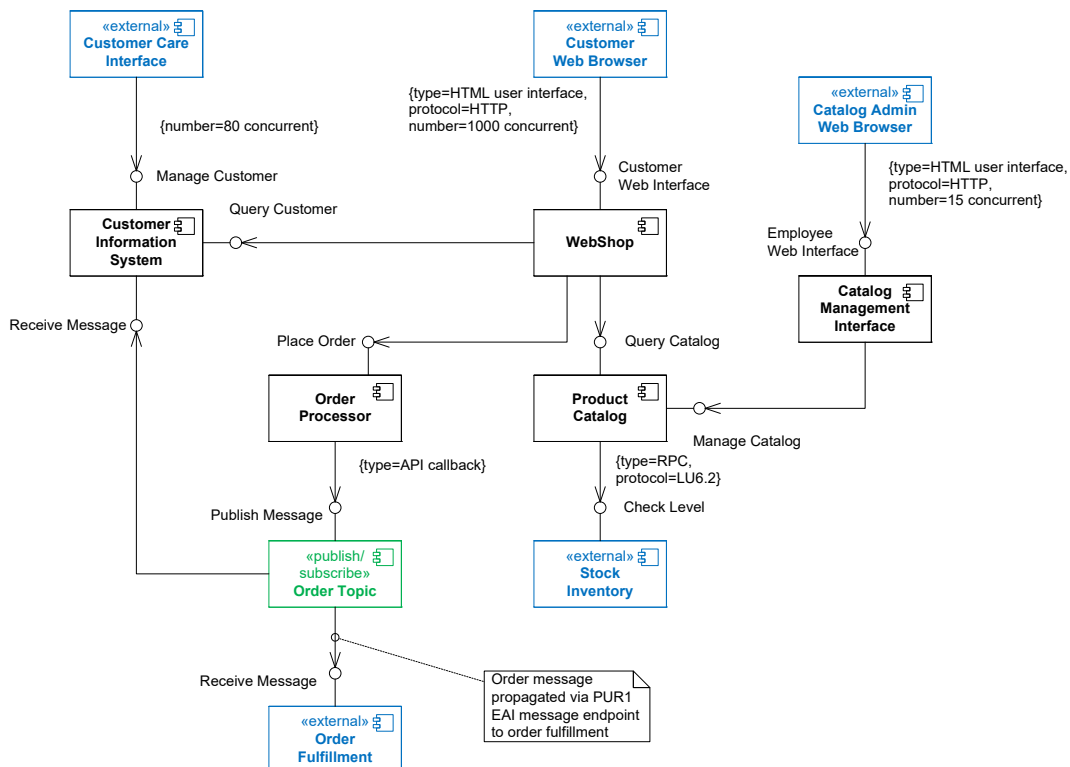 «external»
Customer Care
Interface
«external»
Customer
Web Browser
«external»
Catalog Admin
Web Browser
{number=80 concurrent}
{type=HTML user interface,
protocol=HTTP,
number=1000 concurrent}
{type=HTML user interface,
protocol=HTTP,
number=15 concurrent}
Manage Customer
Customer
Web Interface
Query Customer
Employee
Web Interface
Customer
Information
System
WebShop
Catalog
Management
Interface
Receive Message
Place Order
Query Catalog
Order
Processor
Product
Catalog
Manage Catalog
{type=API callback}
{type=RPC,
protocol=LU6.2}
Publish Message
Check Level
«publish/
subscribe»
Order Topic
«external»
Stock
Inventory
Receive Message
Order message
propagated via PUR1
EAI message endpoint
to order fulfillment
«external»
Order
Fulfillment